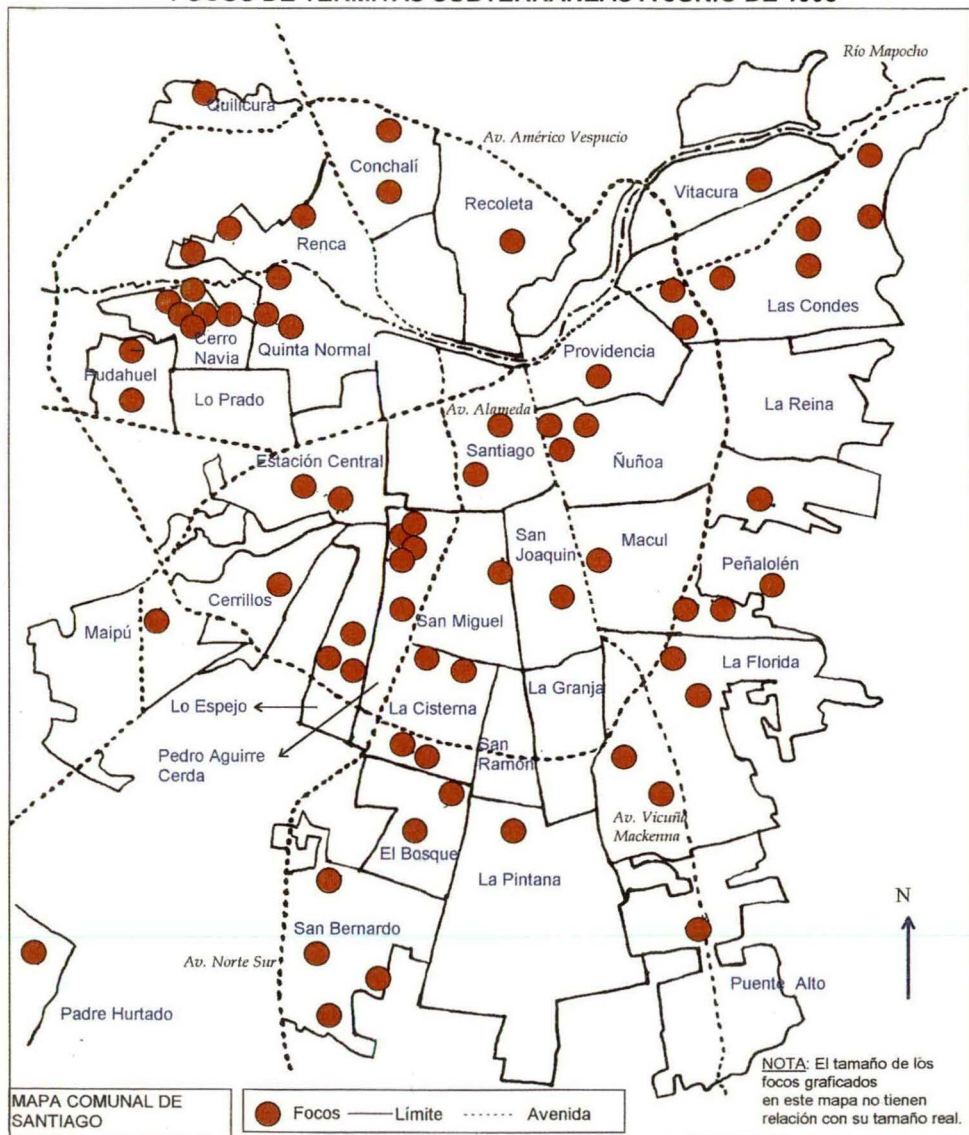 Río Mapocho
Quilicura
Av. Américo Vespucio
Conchalí
Vitacura
Recoleta
Renca
Las Condes
Cerro
Navia
Quinta Normal
Providencia
Pudahuel
Lo Prado
La Reina
Av. Alameda
Santiago
Ñuñoa
Estación Central
San
Joaquin
Macul
Peñalolén
Cerrillos
Maipú
San Miguel
La Florida
La Granja
Lo Espejo
La Cisterna
San
Ramón
Pedro Aguirre
Cerda
Av. Vicuña
Mackenna
El Bosque
La Pintana
N
San Bernardo
Av. Norte Sur
Puente Alto
Padre Hurtado
NOTA: El tamaño de los
focos graficados
en este mapa no tienen
relación con su tamaño real.
MAPA COMUNAL DE
SANTIAGO
Focos
Límite
Avenida